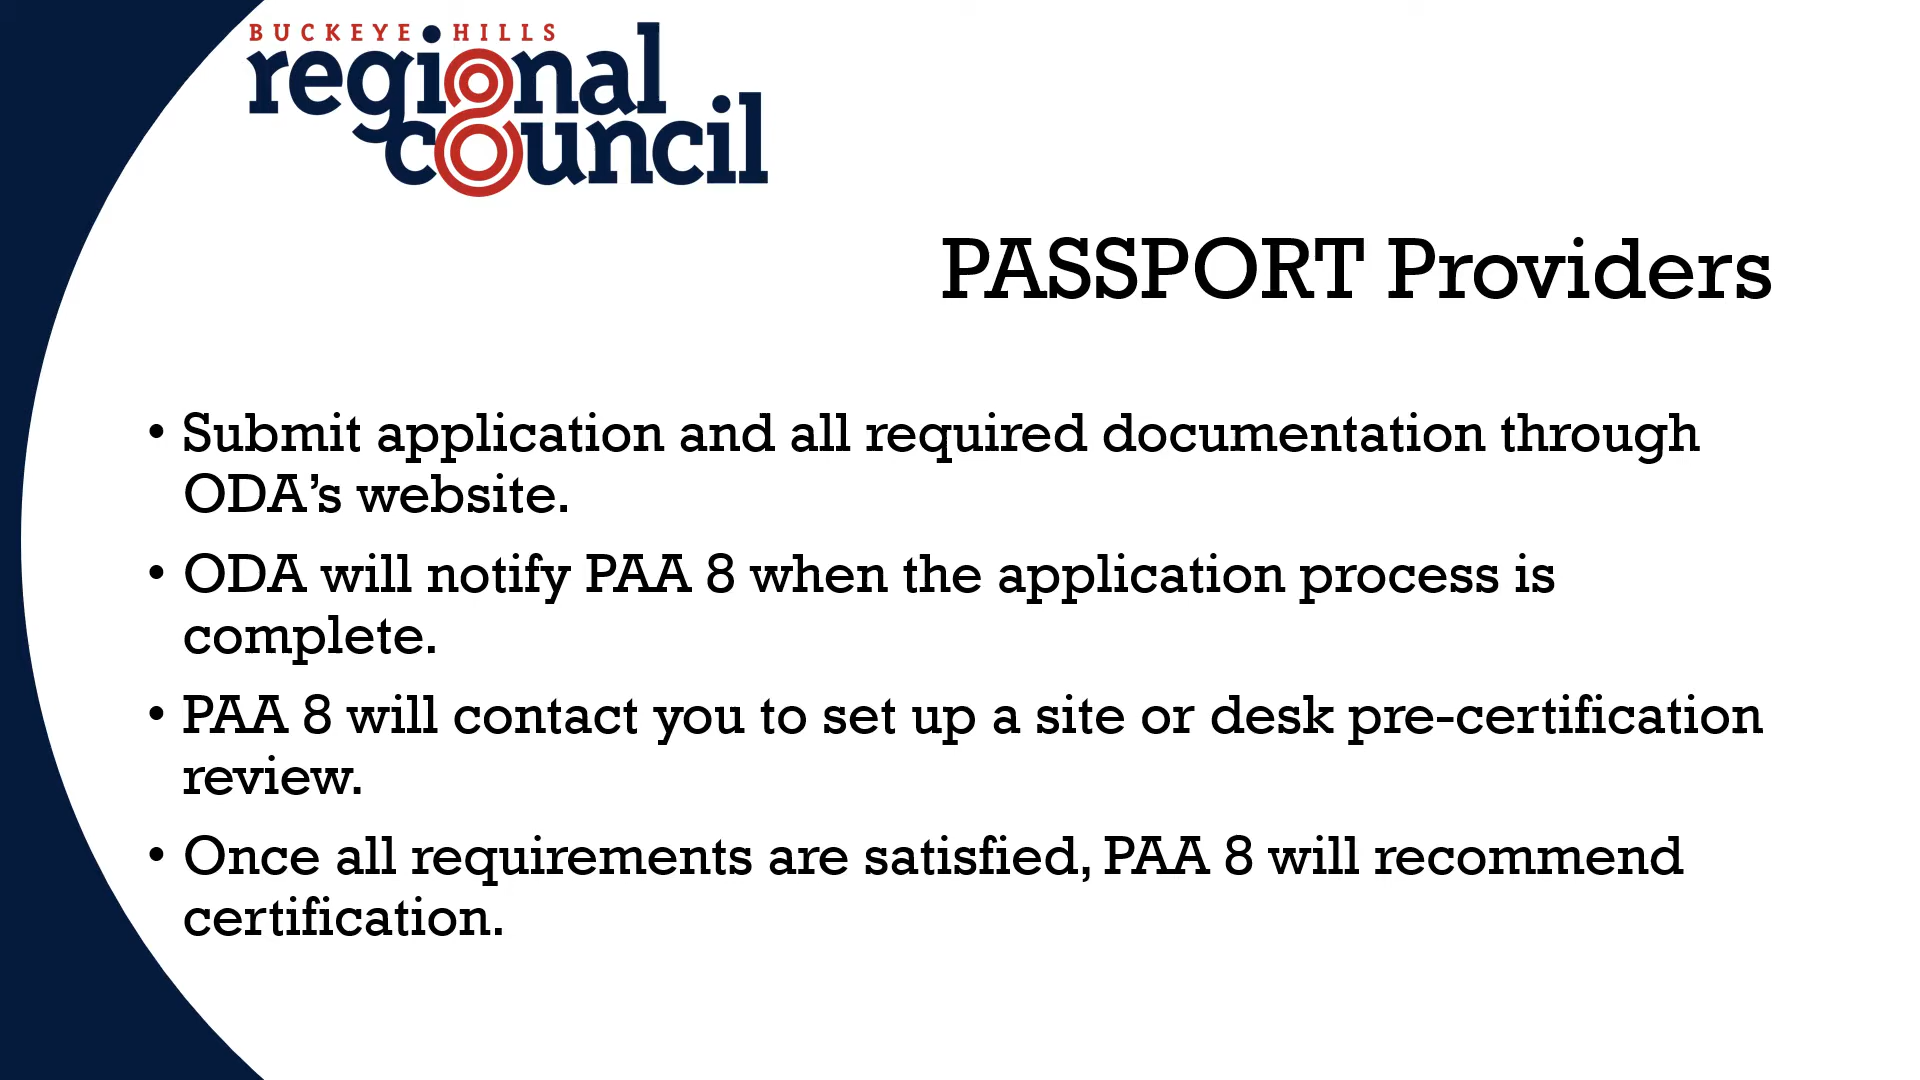 BUCKEYE HILLS
regional
council
PASSPORT Providers
• Submit application and all required documentation through
ODA’s website.
• ODA will notify PAA 8 when the application process is
complete.
• PAA 8 will contact you to set up a site or desk pre-certification
review.
• Once all requirements are satisfied, PAA 8 will recommend
certification.